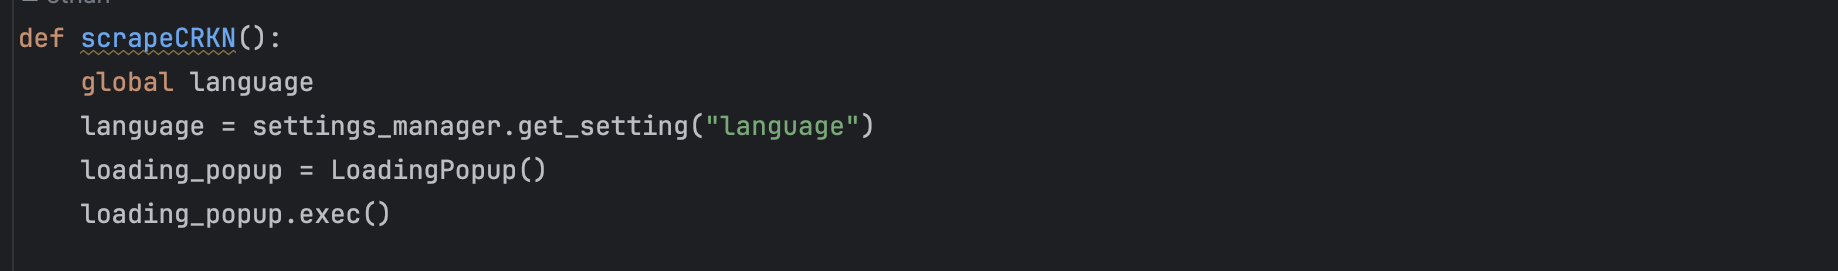 def scrapeCRKN():
    global language
    language = settings_manager.get_setting("language")
    loading_popup = LoadingPopup()
    loading_popup.exec()